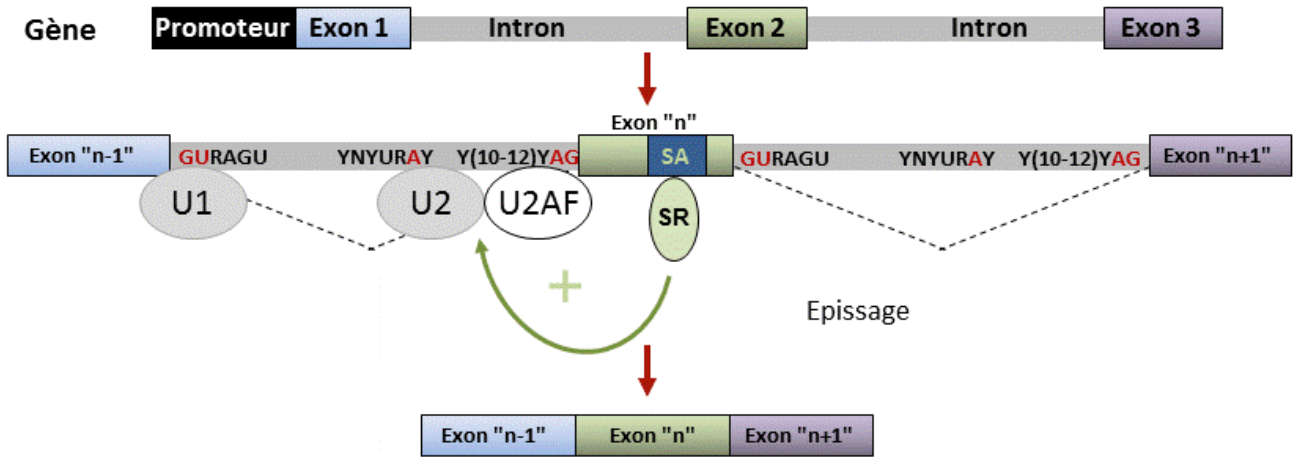 Gène Promoteur Exon 1 Intron Exon 2 Intron Exon 3
Exon "n"
Exon "n-1" GURAGU YNYURAY Y(10-12)YAG SA GURAGU YNYURAY Y(10-12)YAG Exon "n+1"
U1 U2 U2AF SR
+
Epissage
Exon "n-1" Exon "n" Exon "n+1"